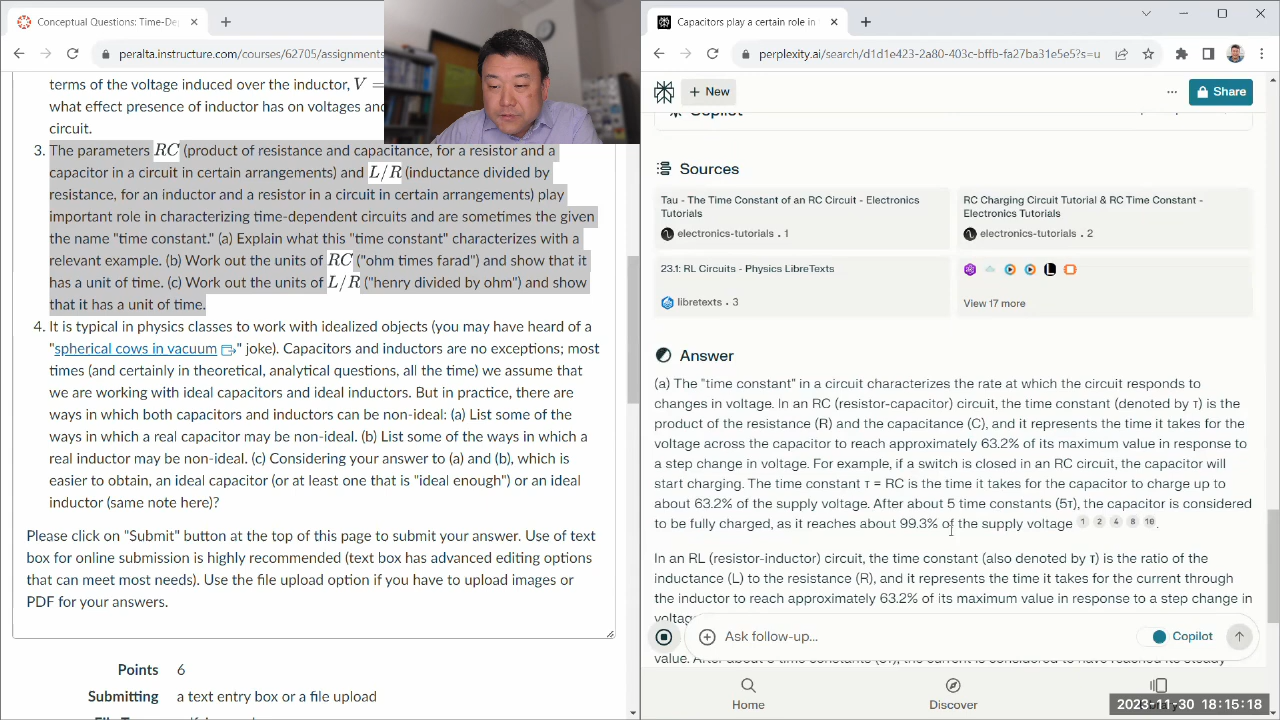 Conceptual Questions: Time-De
peralta.instructure.com/courses/62705/assignments
terms of the voltage induced over the inductor, V =
what effect presence of inductor has on voltages and
circuit.
3. The parameters RC (product of resistance and capacitance, for a resistor and a
capacitor in a circuit in certain arrangements) and L/R (inductance divided by
resistance, for an inductor and a resistor in a circuit in certain arrangements) play
important role in characterizing time-dependent circuits and are sometimes the given
the name "time constant." (a) Explain what this "time constant" characterizes with a
relevant example. (b) Work out the units of RC ("ohm times farad") and show that it
has a unit of time. (c) Work out the units of L/R ("henry divided by ohm") and show
that it has a unit of time.
4. It is typical in physics classes to work with idealized objects (you may have heard of a
"spherical cows in vacuum" joke). Capacitors and inductors are no exceptions; most
times (and certainly in theoretical, analytical questions, all the time) we assume that
we are working with ideal capacitors and ideal inductors. But in practice, there are
ways in which both capacitors and inductors can be non-ideal: (a) List some of the
ways in which a real capacitor may be non-ideal. (b) List some of the ways in which a
real inductor may be non-ideal. (c) Considering your answer to (a) and (b), which is
easier to obtain, an ideal capacitor (or at least one that is "ideal enough") or an ideal
inductor (same note here)?
Please click on "Submit" button at the top of this page to submit your answer. Use of text
box for online submission is highly recommended (text box has advanced editing options
that can meet most needs). Use the file upload option if you have to upload images or
PDF for your answers.
Points 6
Submitting a text entry box or a file upload
Capacitors play a certain role in
perplexity.ai/search/d1d1e423-2a80-403c-bffb-fa27ba31e5e5?s=u
New
Share
Copilot
Sources
Tau - The Time Constant of an RC Circuit - Electronics
Tutorials
electronics-tutorials . 1
RC Charging Circuit Tutorial & RC Time Constant -
Electronics Tutorials
electronics-tutorials . 2
23.1: RL Circuits - Physics LibreTexts
libretexts . 3
View 17 more
Answer
(a) The "time constant" in a circuit characterizes the rate at which the circuit responds to
changes in voltage. In an RC (resistor-capacitor) circuit, the time constant (denoted by τ) is the
product of the resistance (R) and the capacitance (C), and it represents the time it takes for the
voltage across the capacitor to reach approximately 63.2% of its maximum value in response to
a step change in voltage. For example, if a switch is closed in an RC circuit, the capacitor will
start charging. The time constant τ = RC is the time it takes for the capacitor to charge up to
about 63.2% of the supply voltage. After about 5 time constants (5τ), the capacitor is considered
to be fully charged, as it reaches about 99.3% of the supply voltage 1 2 4 8 10 .
In an RL (resistor-inductor) circuit, the time constant (also denoted by τ) is the ratio of the
inductance (L) to the resistance (R), and it represents the time it takes for the current through
the inductor to reach approximately 63.2% of its maximum value in response to a step change in
Ask follow-up...
Copilot
Home
Discover
2023-11-30 18:15:18